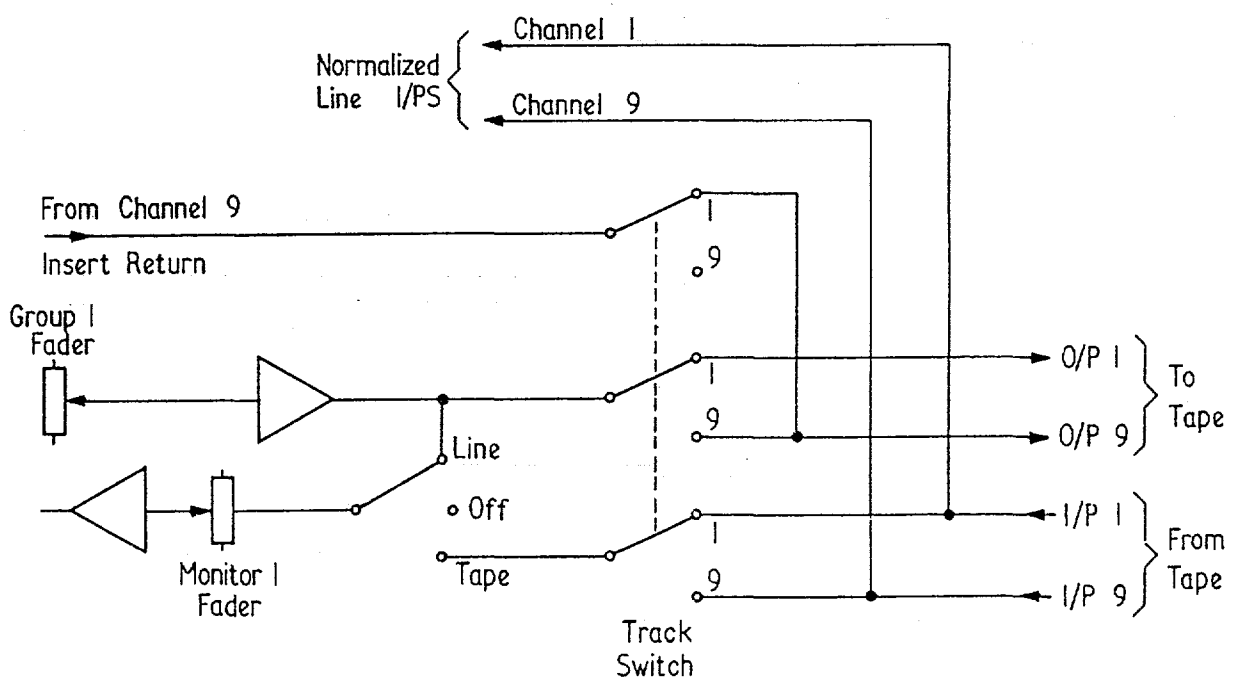 Channel 1
Normalized
Line I/PS
Channel 9
From Channel 9
Insert Return
1
9
Group 1
Fader
1
9
O/P 1
O/P 9
To
Tape
Line
Off
Tape
Monitor 1
Fader
1
9
I/P 1
I/P 9
From
Tape
Track
Switch